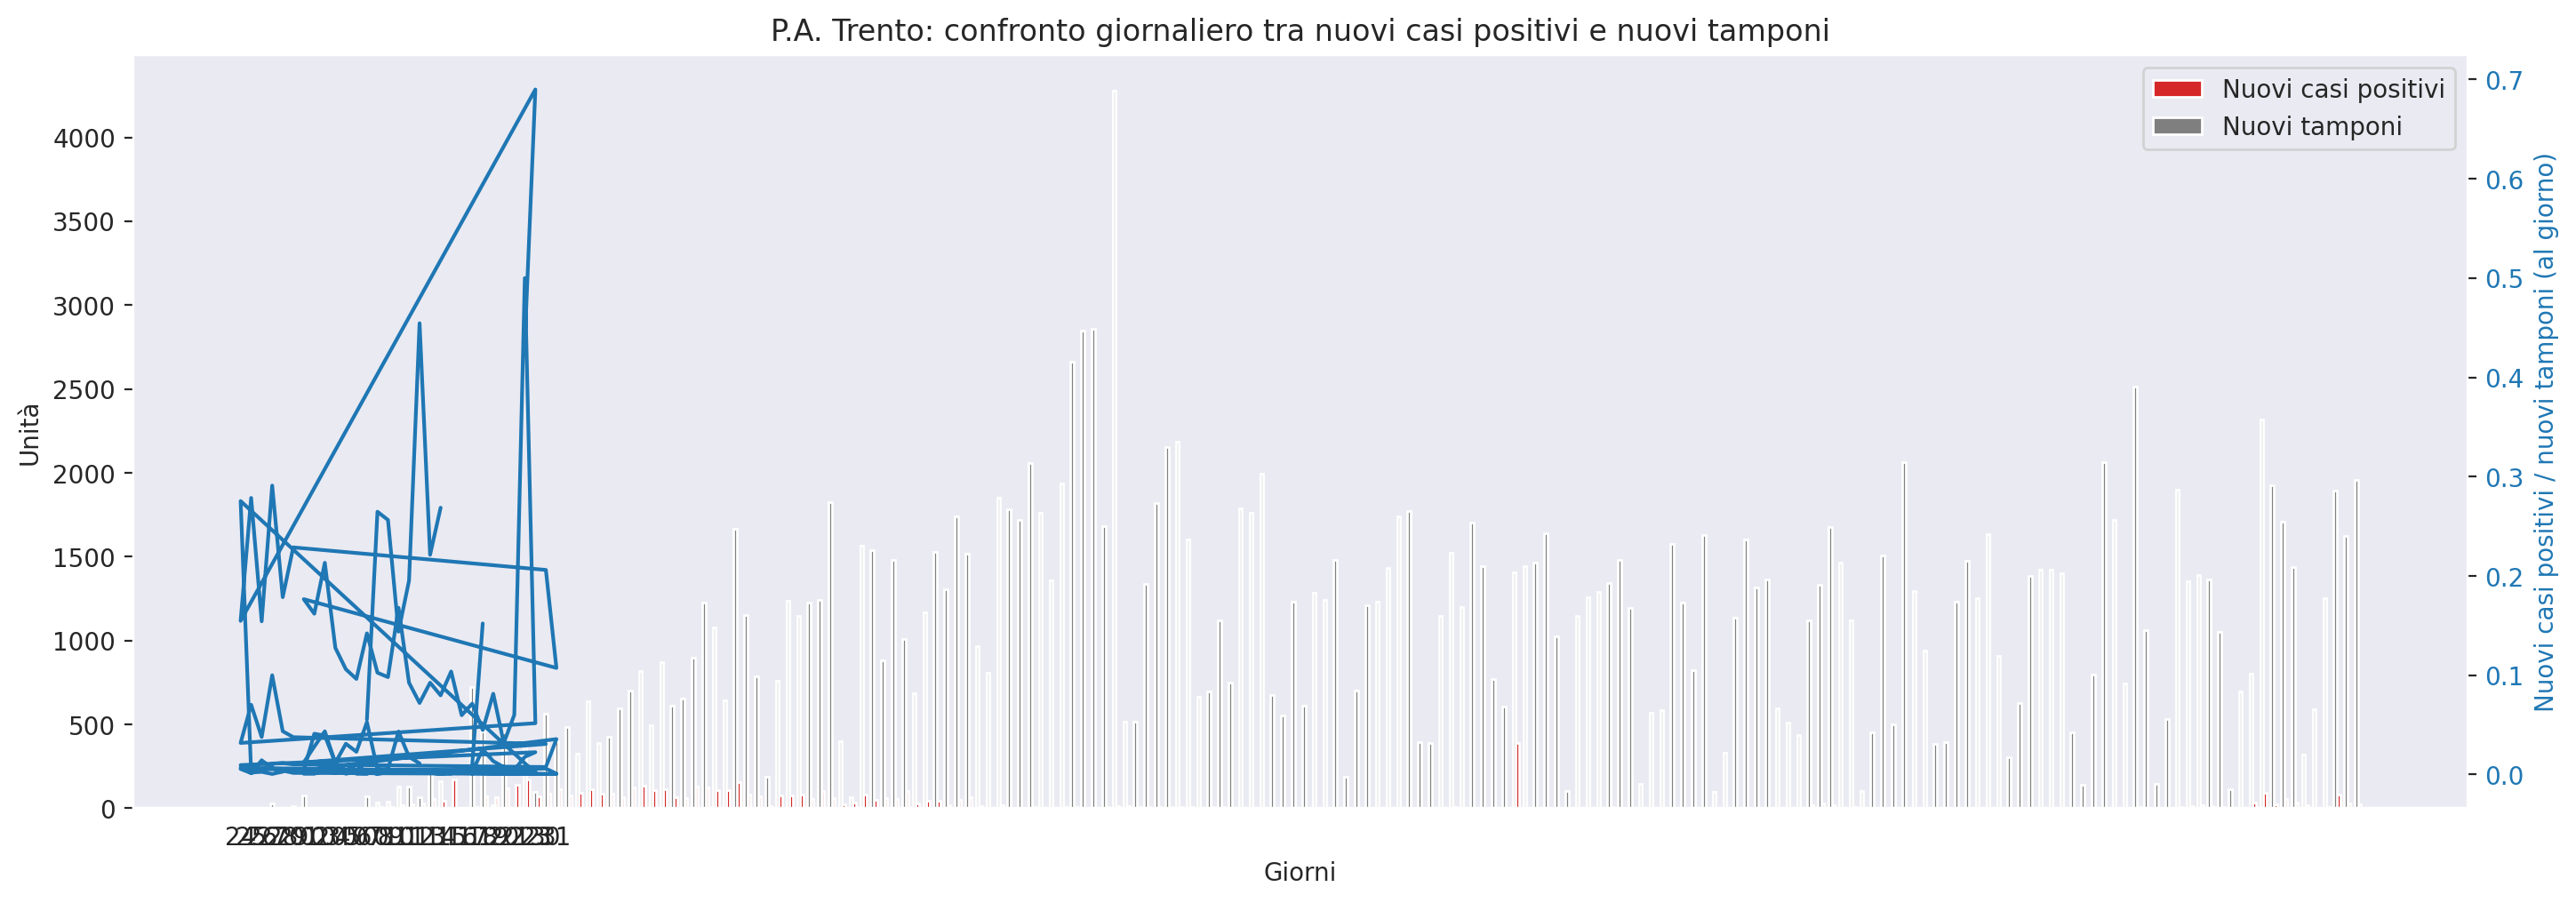 P.A. Trento: confronto giornaliero tra nuovi casi positivi e nuovi tamponi
Nuovi casi positivi
Nuovi tamponi
4000
3500
3000
2500
2000
1500
1000
500
0
Unità
0.7
0.6
0.5
0.4
0.3
0.2
0.1
0.0
Nuovi casi positivi / nuovi tamponi (al giorno)
Giorni